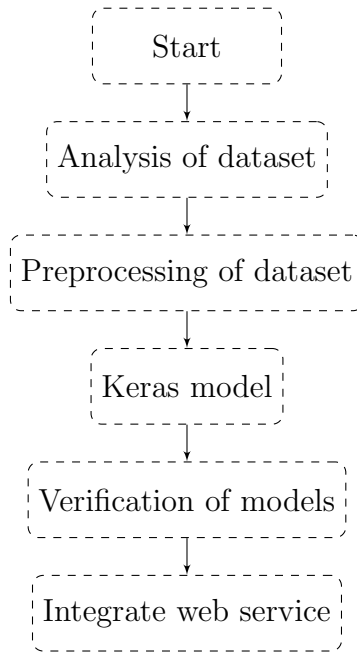 Start
Analysis of dataset
Preprocessing of dataset
Keras model
Verification of models
Integrate web service